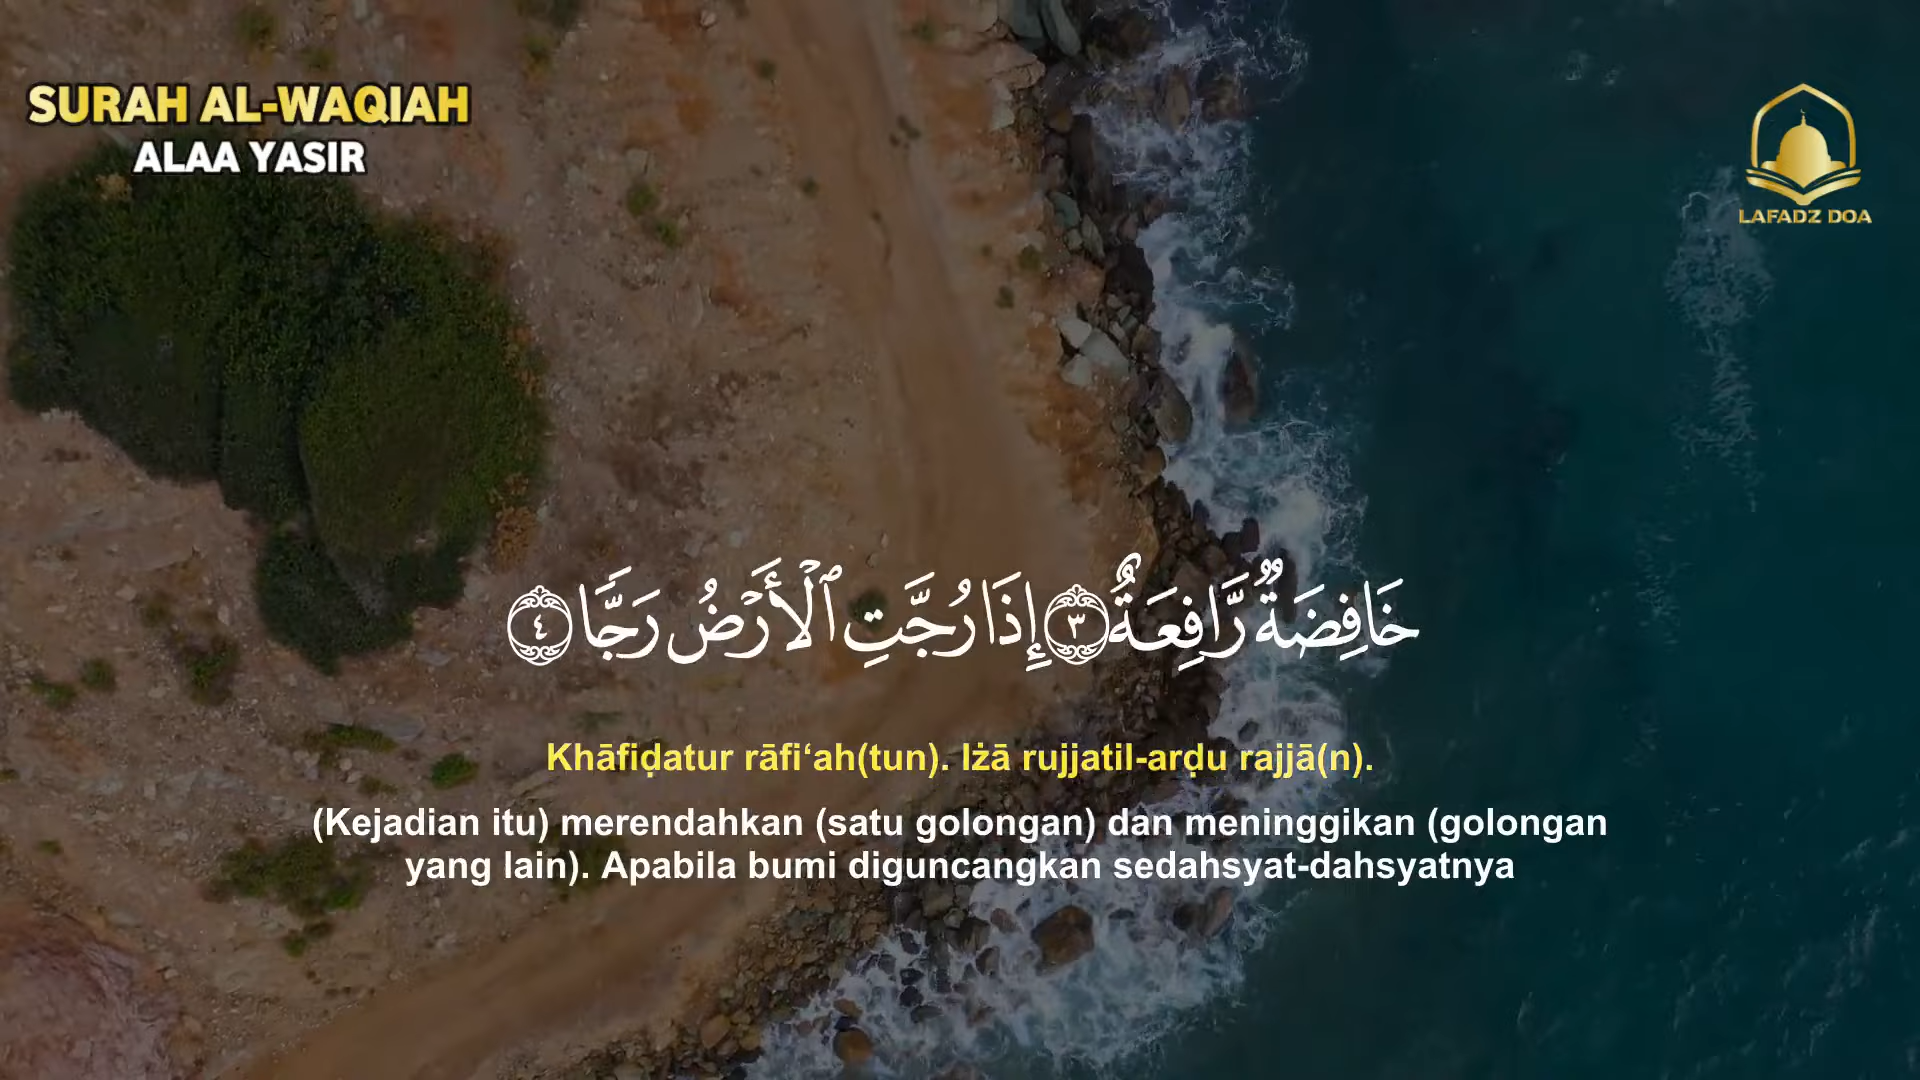 SURAH AL-WAQIAH
ALAA YASIR
LAFADZ DOA
خَافِضَةٌ رَّافِعَةٌ ٣ إِذَا رُجَّتِ ٱلْأَرْضُ رَجًّا ٤
Khāfiḍatur rāfi‘ah(tun). Iżā rujjatil-arḍu rajjā(n).
(Kejadian itu) merendahkan (satu golongan) dan meninggikan (golongan
yang lain). Apabila bumi diguncangkan sedahsyat-dahsyatnya